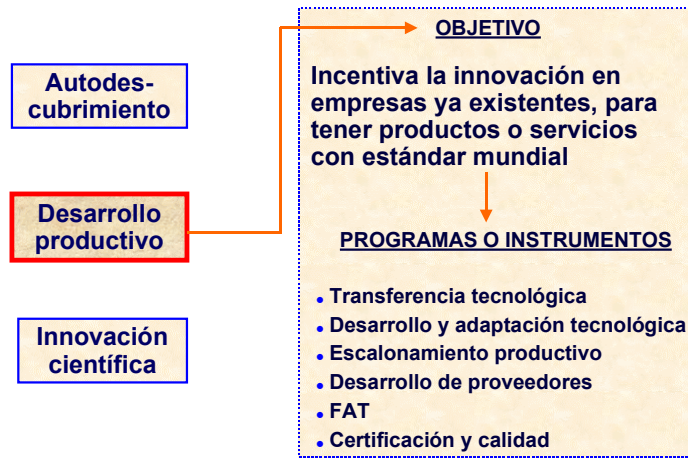 Autodes-
cubrimiento
Desarrollo
productivo
Innovación
científica
OBJETIVO
Incentiva la innovación en
empresas ya existentes, para
tener productos o servicios
con estándar mundial
PROGRAMAS O INSTRUMENTOS
• Transferencia tecnológica
• Desarrollo y adaptación tecnológica
• Escalonamiento productivo
• Desarrollo de proveedores
• FAT
• Certificación y calidad